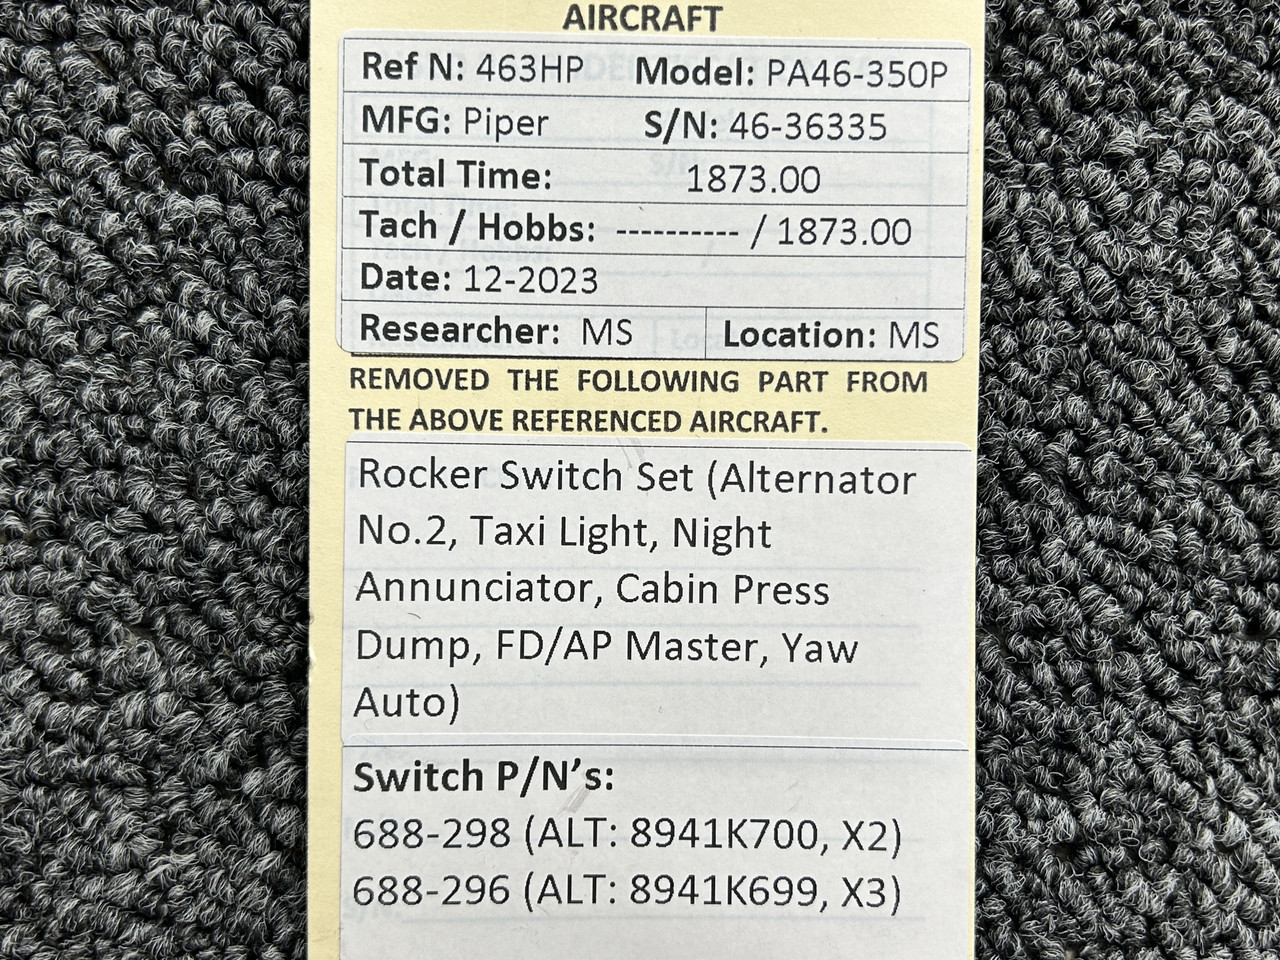 AIRCRAFT
Ref N: 463HP Model: PA46-350P
MFG: Piper S/N: 46-36335
Total Time: 1873.00
Tach / Hobbs: ---------- / 1873.00
Date: 12-2023
Researcher: MS Location: MS
REMOVED THE FOLLOWING PART FROM
THE ABOVE REFERENCED AIRCRAFT.
Rocker Switch Set (Alternator
No.2, Taxi Light, Night
Annunciator, Cabin Press
Dump, FD/AP Master, Yaw
Auto)
Switch P/N's:
688-298 (ALT: 8941K700, X2)
688-296 (ALT: 8941K699, X3)